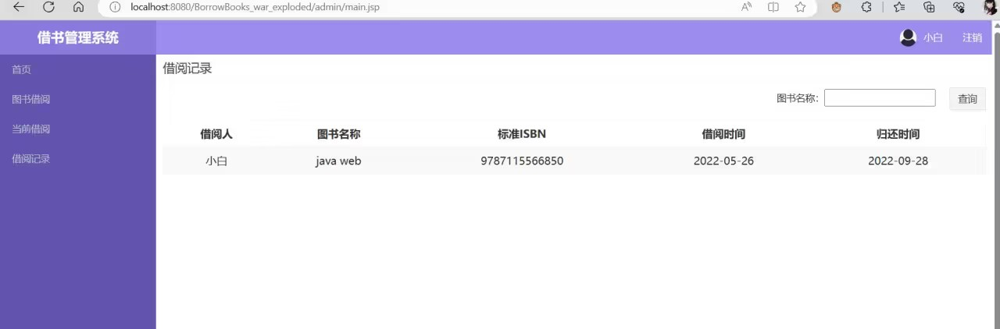 localhost:8080/BorrowBooks_war_exploded/admin/main.jsp
借书管理系统
小白 注销
首页
图书借阅
当前借阅
借阅记录
借阅记录
图书名称: 查询
借阅人 图书名称 标准ISBN 借阅时间 归还时间
小白 java web 9787115566850 2022-05-26 2022-09-28